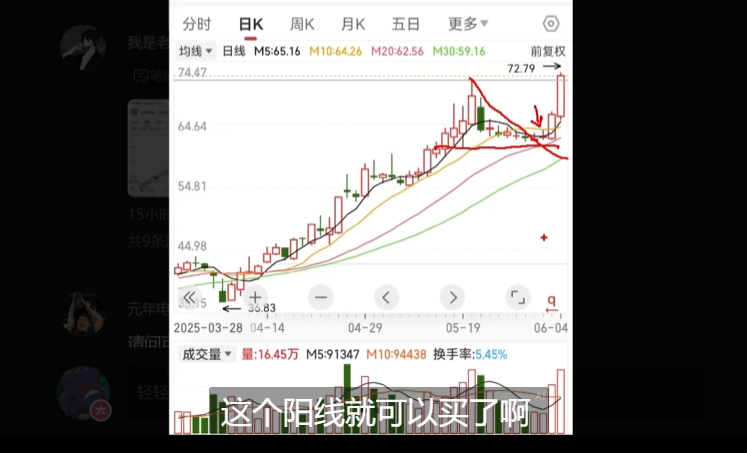 分时 日K 周K 月K 五日 更多
均线 日线 M5:65.16 M10:64.26 M20:62.56 M30:59.16 前复权
74.47
72.79
64.64
54.81
44.98
36.83
2025-03-28 04-14 04-29 05-19 06-04
q
成交量 量:16.45万 M5:91347 M10:94438 换手率:5.45%
这个阳线就可以买了啊
我是老
15小时
共9条
元年电
请问可
轻轻
大